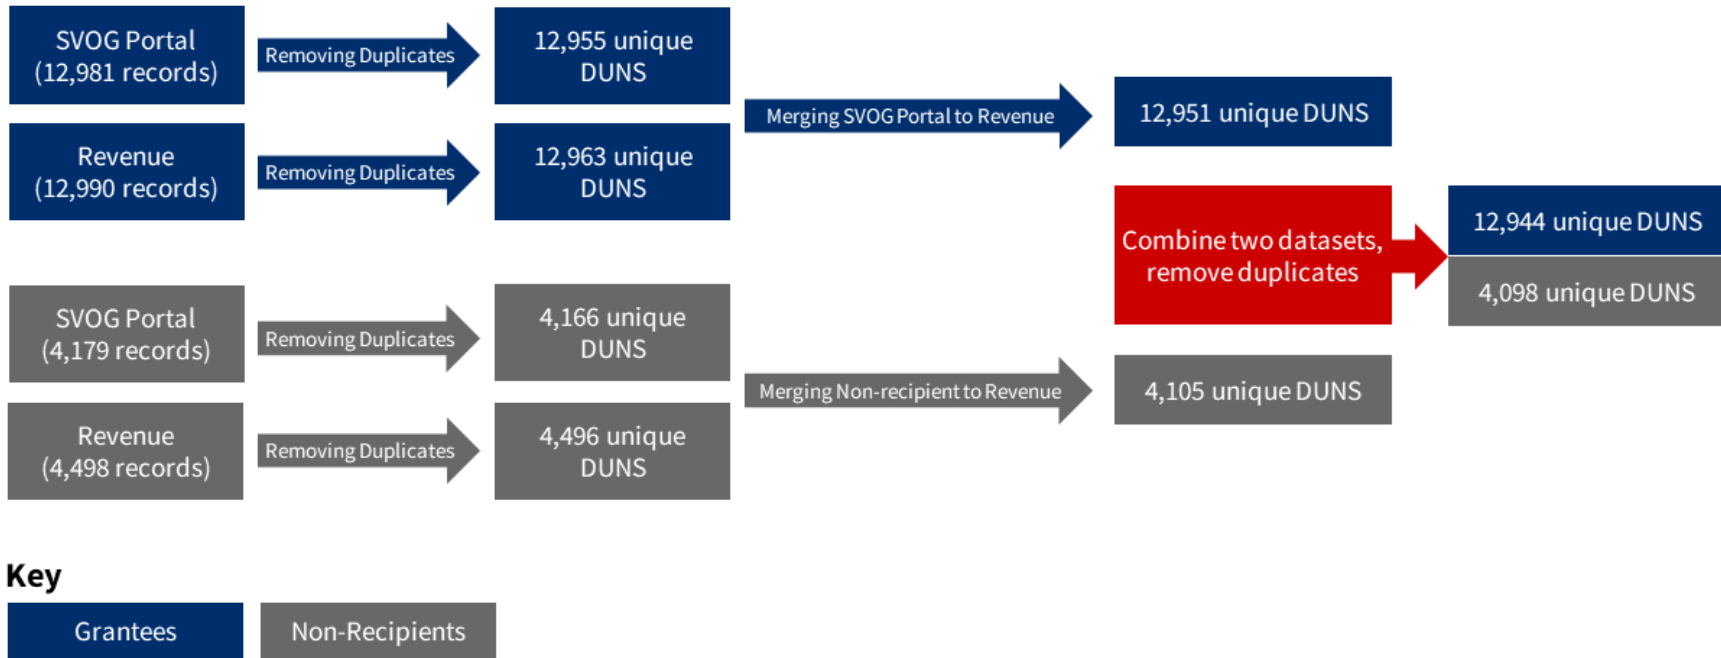 SVOG Portal
(12,981 records)
Removing Duplicates
12,955 unique
DUNS
Merging SVOG Portal to Revenue
12,951 unique DUNS
Revenue
(12,990 records)
Removing Duplicates
12,963 unique
DUNS
Combine two datasets,
remove duplicates
12,944 unique DUNS
4,098 unique DUNS
SVOG Portal
(4,179 records)
Removing Duplicates
4,166 unique
DUNS
Merging Non-recipient to Revenue
4,105 unique DUNS
Revenue
(4,498 records)
Removing Duplicates
4,496 unique
DUNS
Key
Grantees
Non-Recipients